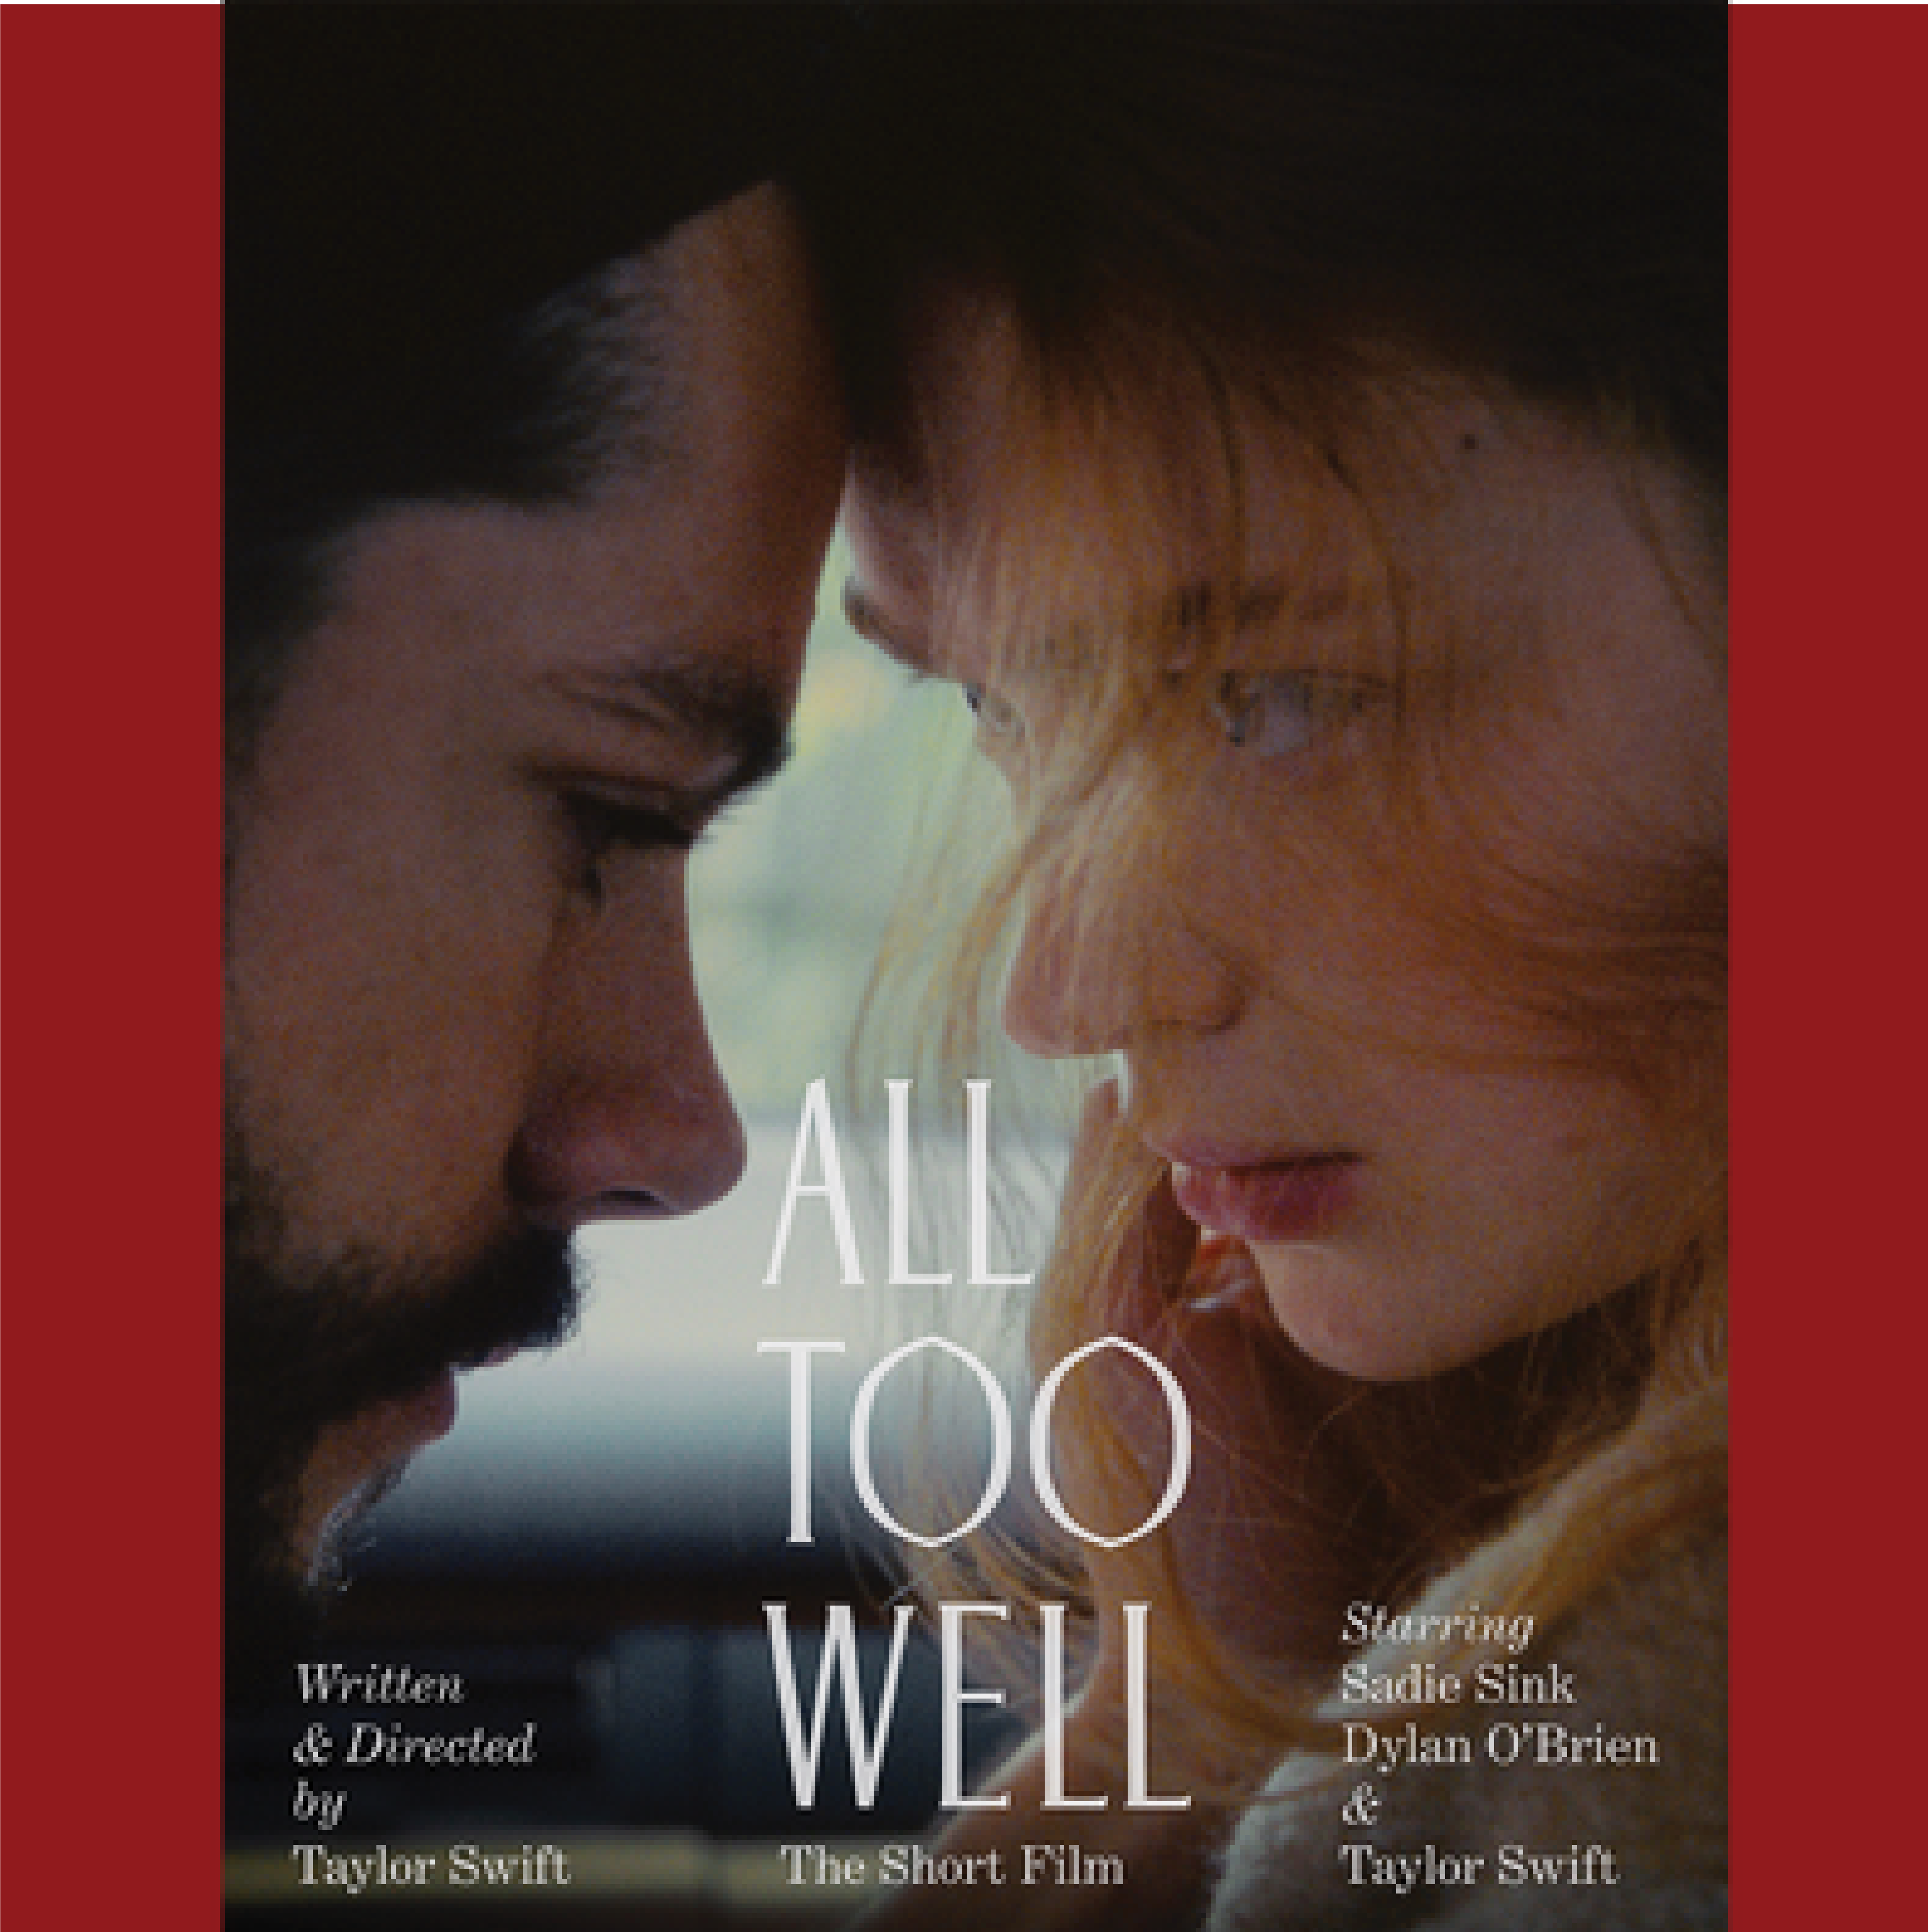 ALL
TOO
WELL
The Short Film
Written
& Directed
by
Taylor Swift
Starring
Sadie Sink
Dylan O'Brien
&
Taylor Swift